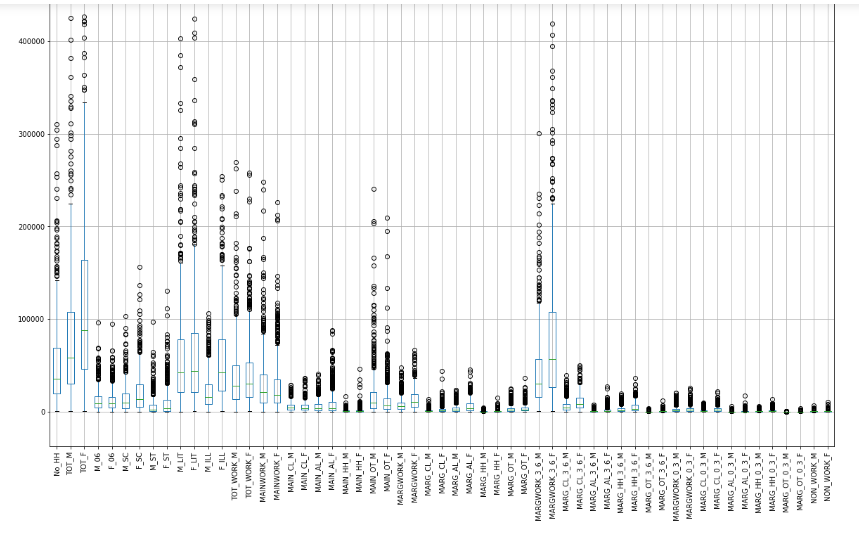 400000
300000
200000
100000
0
No_HH
TOT_M
TOT_F
M_06
F_06
M_SC
F_SC
M_ST
F_ST
M_LIT
F_LIT
M_ILL
F_ILL
TOT_WORK_M
TOT_WORK_F
MAINWORK_M
MAINWORK_F
MAIN_CL_M
MAIN_CL_F
MAIN_AL_M
MAIN_AL_F
MAIN_HH_M
MAIN_HH_F
MAIN_OT_M
MAIN_OT_F
MARGWORK_M
MARGWORK_F
MARG_CL_M
MARG_CL_F
MARG_AL_M
MARG_AL_F
MARG_HH_M
MARG_HH_F
MARG_OT_M
MARG_OT_F
MARGWORK_3_6_M
MARGWORK_3_6_F
MARG_CL_3_6_M
MARG_CL_3_6_F
MARG_AL_3_6_M
MARG_AL_3_6_F
MARG_HH_3_6_M
MARG_HH_3_6_F
MARG_OT_3_6_M
MARG_OT_3_6_F
MARGWORK_0_3_M
MARGWORK_0_3_F
MARG_CL_0_3_M
MARG_CL_0_3_F
MARG_AL_0_3_M
MARG_AL_0_3_F
MARG_HH_0_3_M
MARG_HH_0_3_F
MARG_OT_0_3_M
MARG_OT_0_3_F
NON_WORK_M
NON_WORK_F